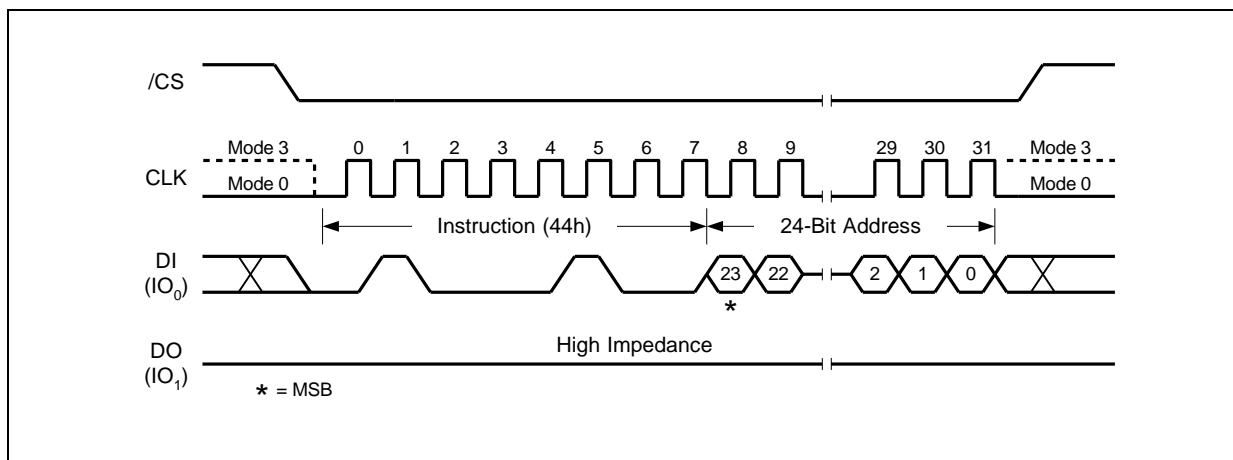 /CS
Mode 3 0 1 2 3 4 5 6 7 8 9 29 30 31 Mode 3
CLK
Mode 0 Mode 0
Instruction (44h) 24-Bit Address
DI
(IO₀)
23 22 2 1 0
*
High Impedance
DO
(IO₁)
* = MSB